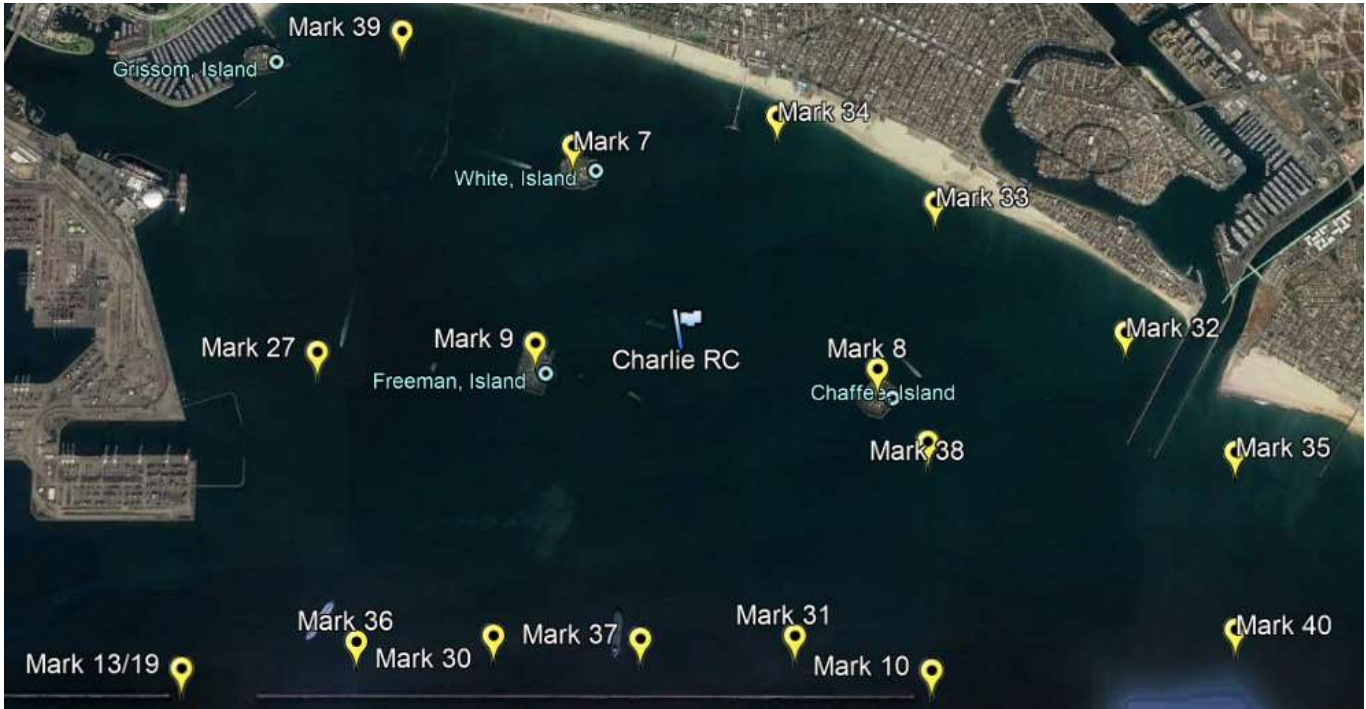 Mark 39
Grissom, Island
Mark 34
Mark 7
White, Island
Mark 33
Mark 32
Mark 27
Mark 9
Charlie RC
Mark 8
Freeman, Island
Chaffee, Island
Mark 38
Mark 35
Mark 36
Mark 30
Mark 37
Mark 31
Mark 40
Mark 13/19
Mark 10